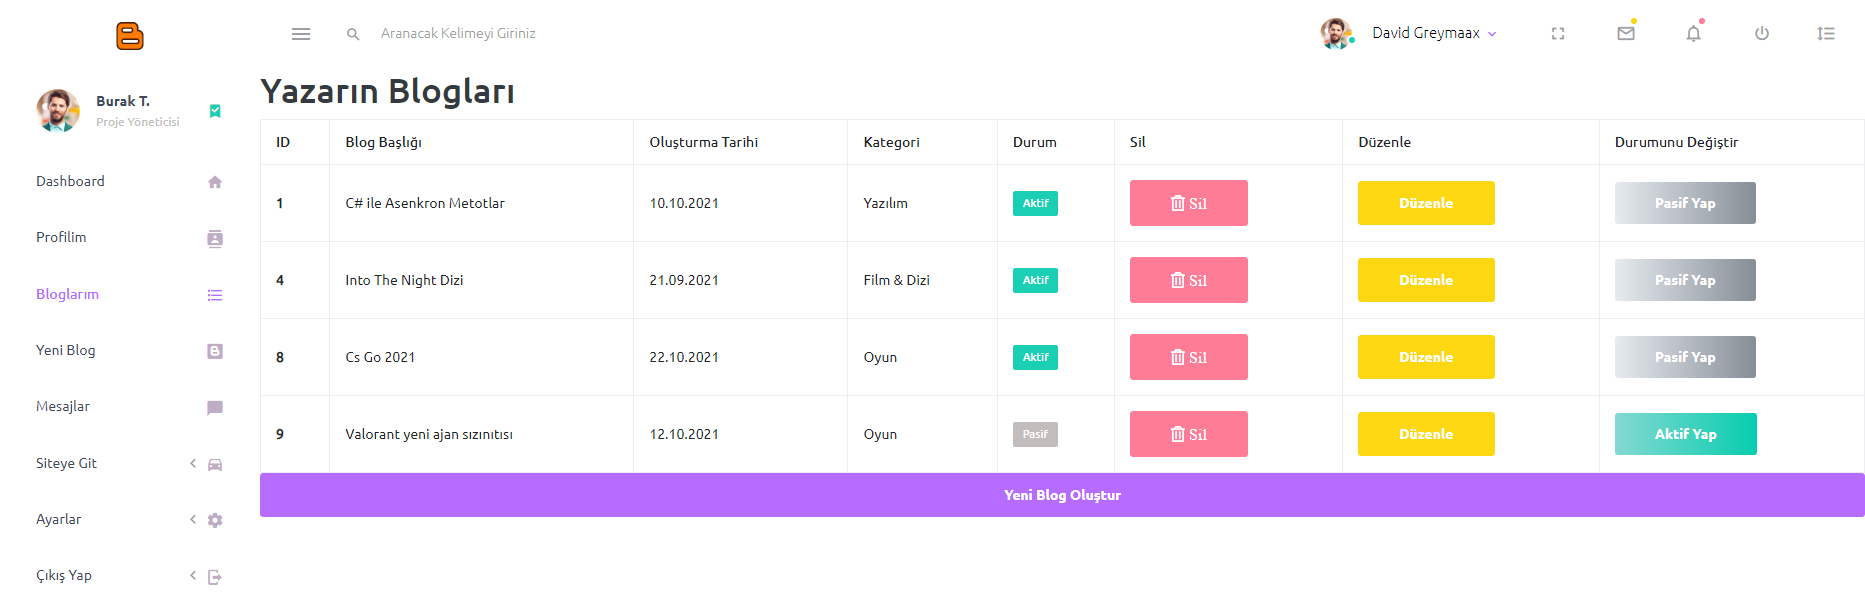 Aranacak Kelimeyi Giriniz
David Greymaax
Burak T.
Proje Yöneticisi
Dashboard
Profilim
Bloglarım
Yeni Blog
Mesajlar
Siteye Git
Ayarlar
Çıkış Yap
Yazarın Blogları
ID Blog Başlığı Oluşturma Tarihi Kategori Durum Sil Düzenle Durumunu Değiştir
1 C# ile Asenkron Metotlar 10.10.2021 Yazılım Aktif Sil Düzenle Pasif Yap
4 Into The Night Dizi 21.09.2021 Film & Dizi Aktif Sil Düzenle Pasif Yap
8 Cs Go 2021 22.10.2021 Oyun Aktif Sil Düzenle Pasif Yap
9 Valorant yeni ajan sızınıtısı 12.10.2021 Oyun Pasif Sil Düzenle Aktif Yap
Yeni Blog Oluştur